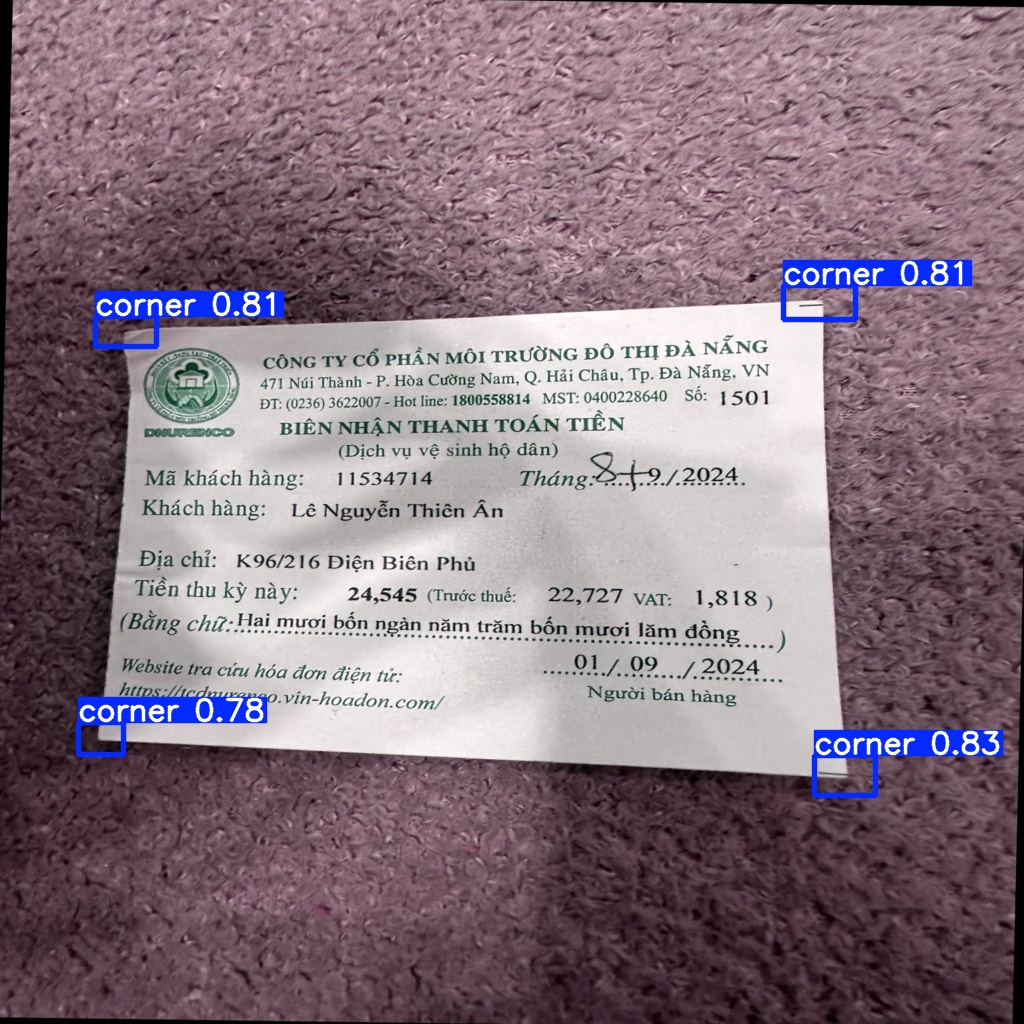 corner 0.81
corner 0.81
CÔNG TY CỔ PHẦN MÔI TRƯỜNG ĐÔ THỊ ĐÀ NẴNG
471 Núi Thành - P. Hòa Cường Nam, Q. Hải Châu, Tp. Đà Nẵng, VN
ĐT: (0236) 3622007 - Hot line: 1800558814 MST: 0400228640 Số: 1501
DNURENCO
BIÊN NHẬN THANH TOÁN TIỀN
(Dịch vụ vệ sinh hộ dân)
Mã khách hàng: 11534714 Tháng: 8+9/2024
Khách hàng: Lê Nguyễn Thiên Ân
Địa chỉ: K96/216 Điện Biên Phủ
Tiền thu kỳ này: 24,545 (Trước thuế: 22,727 VAT: 1,818 )
(Bằng chữ: Hai mươi bốn ngàn năm trăm bốn mươi lăm đồng )
01 / 09 / 2024
Website tra cứu hóa đơn điện tử:
Người bán hàng
https://tcdnurenco.vin-hoadon.com/
corner 0.78
corner 0.83